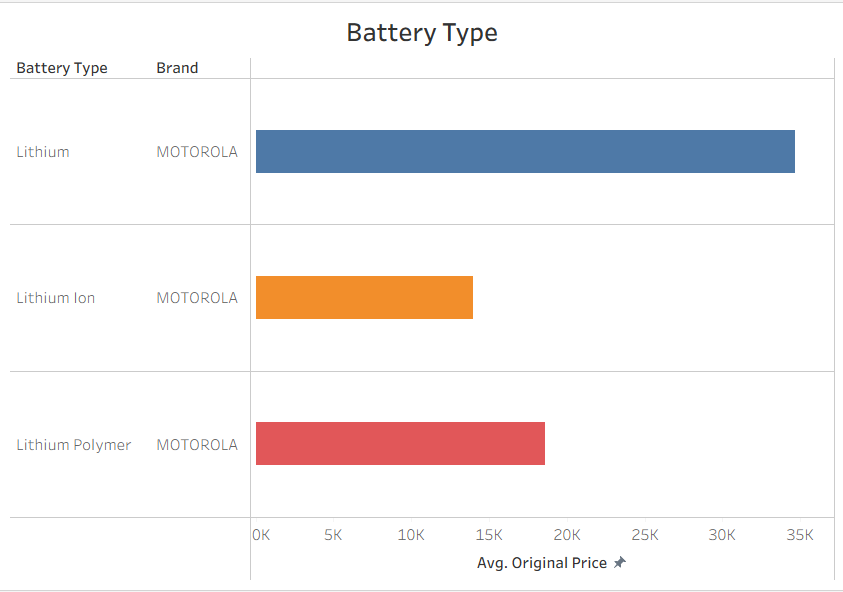 Battery Type
Battery Type Brand
Lithium MOTOROLA
Lithium Ion MOTOROLA
Lithium Polymer MOTOROLA
0K 5K 10K 15K 20K 25K 30K 35K
Avg. Original Price